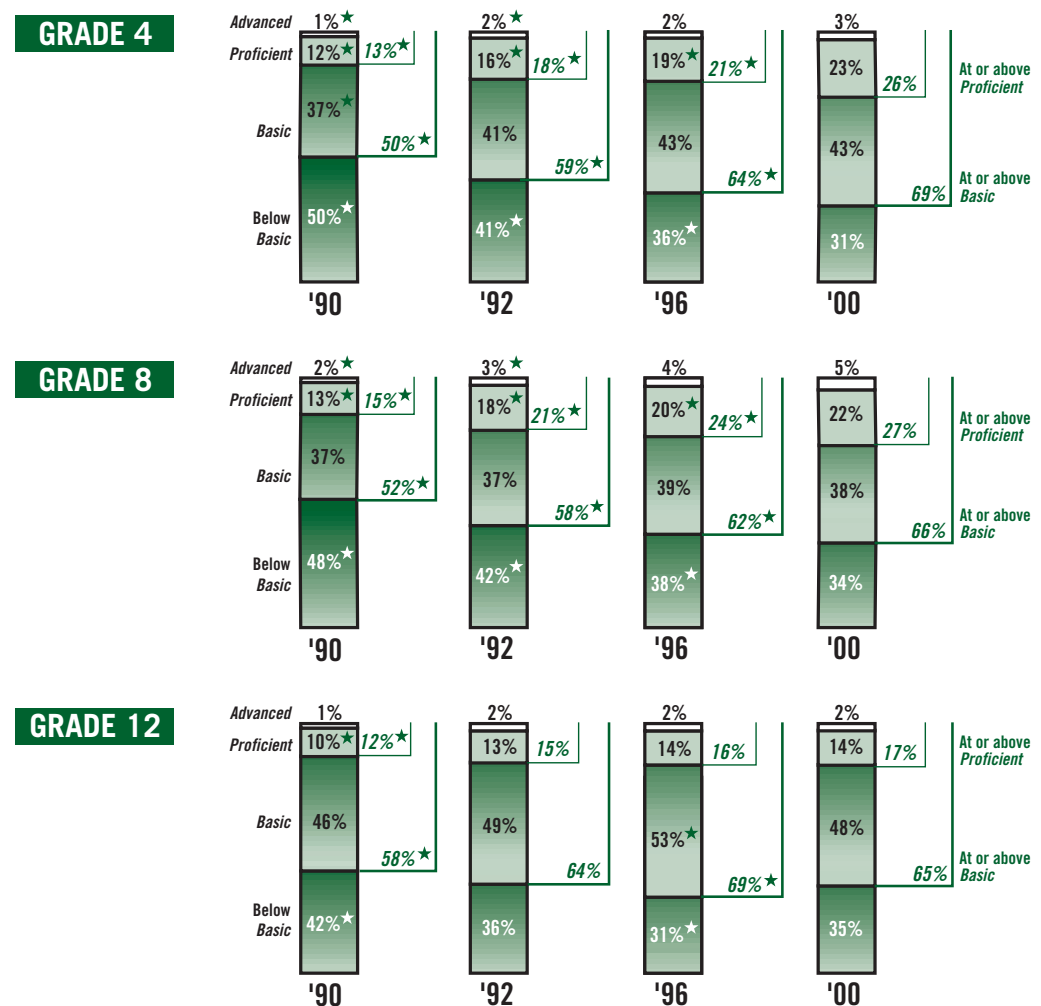 GRADE 4
Advanced 1%★ 2%★ 2% 3%
Proficient 12%★ 13%★ 16%★ 18%★ 19%★ 21%★ 23% 26% At or above
Proficient
Basic 37%★ 50%★ 41% 59%★ 43% 64%★ 43% 69% At or above
Basic
Below
Basic 50%★ 41%★ 36%★ 31%
'90 '92 '96 '00
GRADE 8
Advanced 2%★ 3%★ 4% 5%
Proficient 13%★ 15%★ 18%★ 21%★ 20%★ 24%★ 22% 27% At or above
Proficient
Basic 37% 52%★ 37% 58%★ 39% 62%★ 38% 66% At or above
Basic
Below
Basic 48%★ 42%★ 38%★ 34%
'90 '92 '96 '00
GRADE 12
Advanced 1% 2% 2% 2%
Proficient 10%★ 12%★ 13% 15% 14% 16% 14% 17% At or above
Proficient
Basic 46% 58%★ 49% 64% 53%★ 69%★ 48% 65% At or above
Basic
Below
Basic 42%★ 36% 31%★ 35%
'90 '92 '96 '00